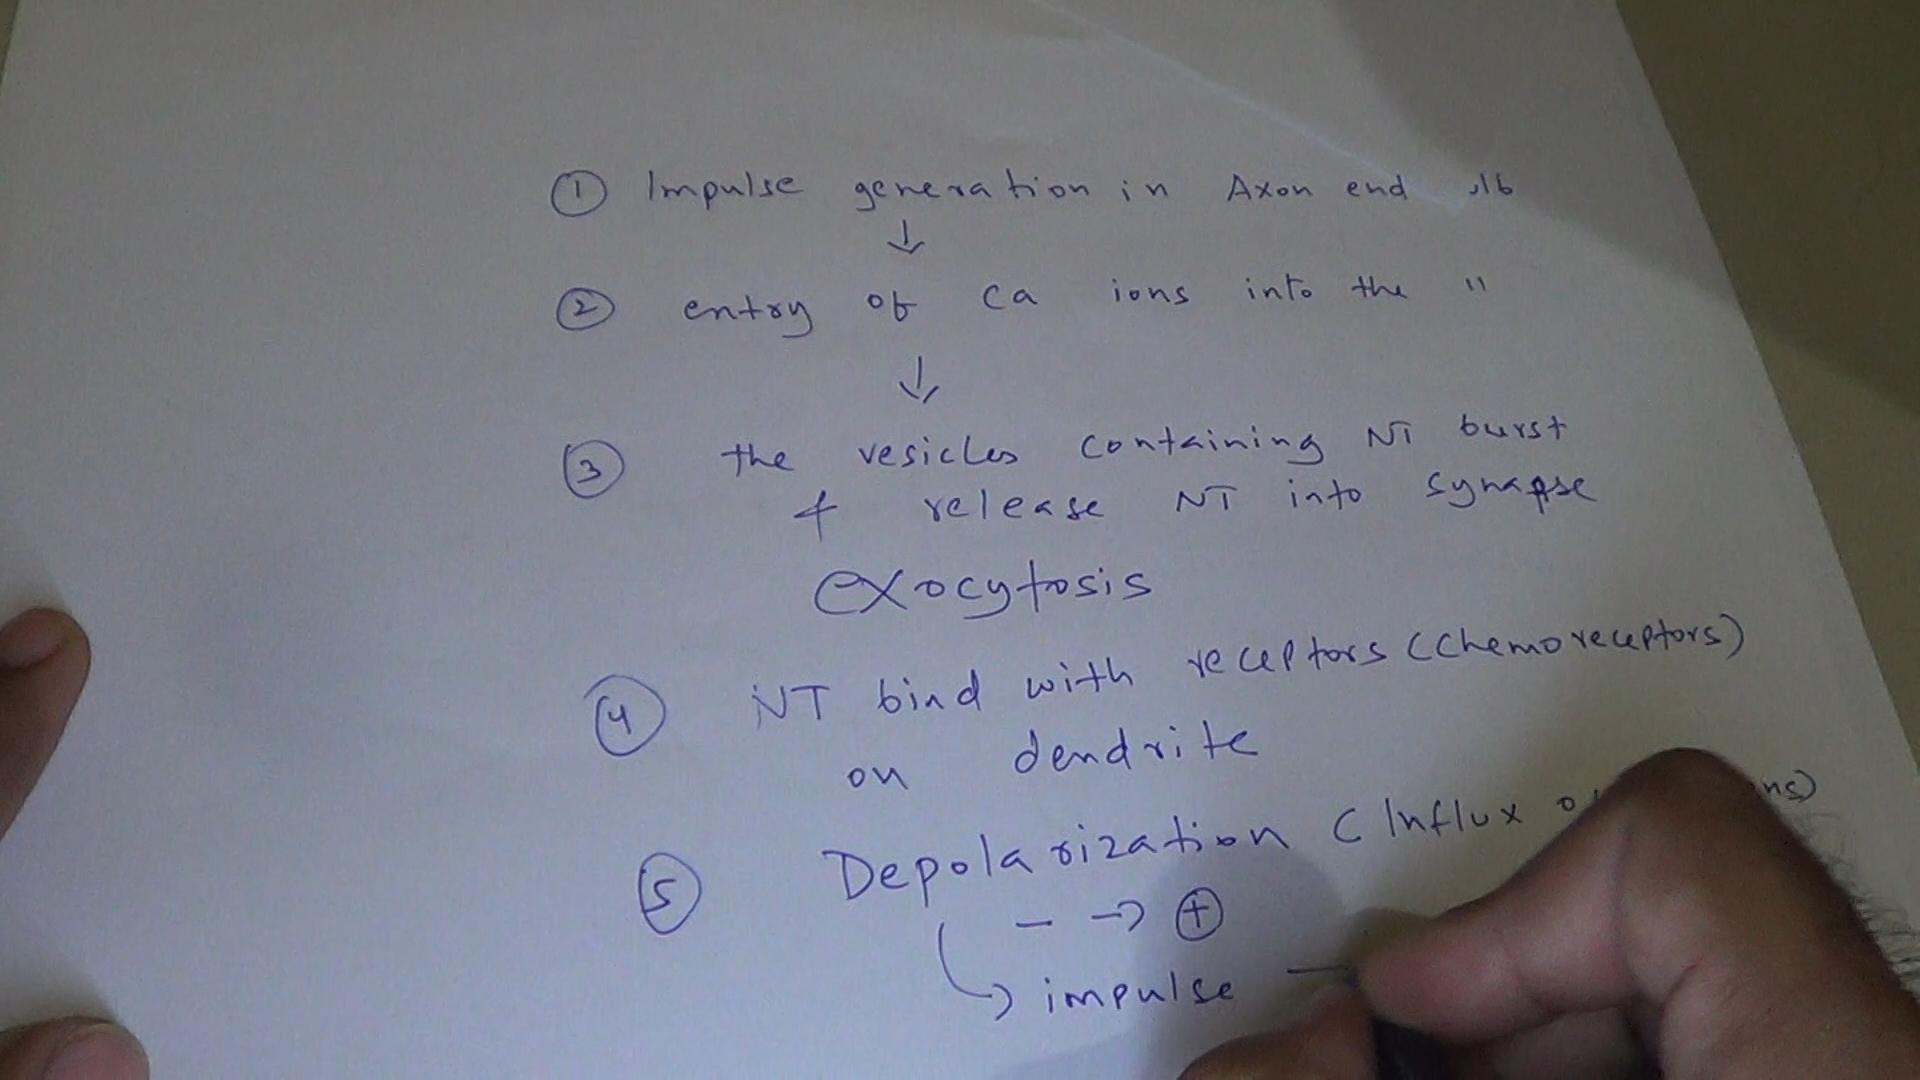 ① Impulse generation in Axon end
↓
② entry of ca ions into the "
↓
③ the vesicles containing NT burst
& release NT into synapse
exocytosis
④ NT bind with receptors (chemoreceptors)
on dendrite
⑤ Depolarization (Influx
- → ⊕
↳ impulse